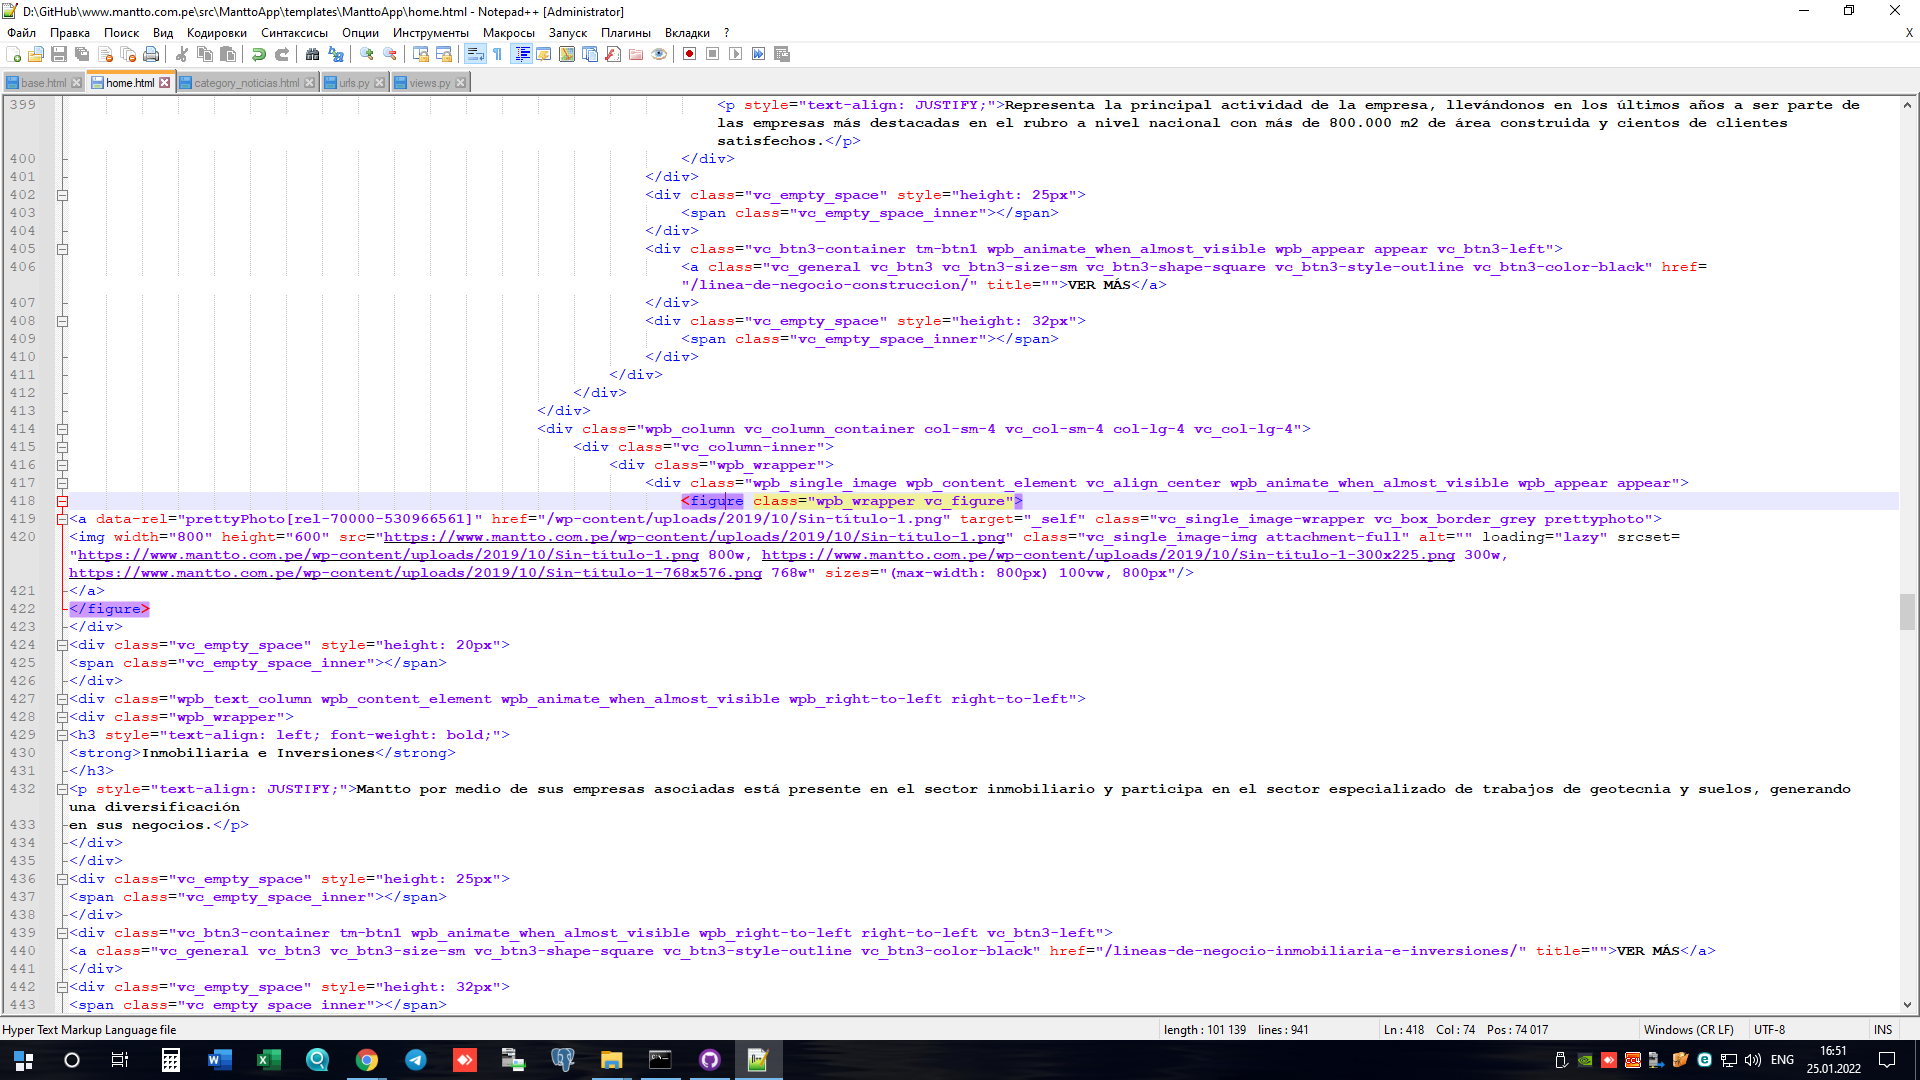 D:\GitHub\www.mantto.com.pe\src\ManttoApp\templates\ManttoApp\home.html - Notepad++ [Administrator]
Файл Правка Поиск Вид Кодировки Синтаксисы Опции Инструменты Макросы Запуск Плагины Вкладки ? X
base.html home.html category_noticias.html urls.py views.py
399 <p style="text-align: JUSTIFY;">Representa la principal actividad de la empresa, llevándonos en los últimos años a ser parte de
las empresas más destacadas en el rubro a nivel nacional con más de 800.000 m2 de área construida y cientos de clientes
satisfechos.</p>
400 </div>
401 </div>
402 <div class="vc_empty_space" style="height: 25px">
403 <span class="vc_empty_space_inner"></span>
404 </div>
405 <div class="vc_btn3-container tm-btn1 wpb_animate_when_almost_visible wpb_appear appear vc_btn3-left">
406 <a class="vc_general vc_btn3 vc_btn3-size-sm vc_btn3-shape-square vc_btn3-style-outline vc_btn3-color-black" href=
"/linea-de-negocio-construccion/" title="">VER MÁS</a>
407 </div>
408 <div class="vc_empty_space" style="height: 32px">
409 <span class="vc_empty_space_inner"></span>
410 </div>
411 </div>
412 </div>
413 </div>
414 <div class="wpb_column vc_column_container col-sm-4 vc_col-sm-4 col-lg-4 vc_col-lg-4">
415 <div class="vc_column-inner">
416 <div class="wpb_wrapper">
417 <div class="wpb_single_image wpb_content_element vc_align_center wpb_animate_when_almost_visible wpb_appear appear">
418 <figure class="wpb_wrapper vc_figure">
419 <a data-rel="prettyPhoto[rel-70000-530966561]" href="/wp-content/uploads/2019/10/Sin-titulo-1.png" target="_self" class="vc_single_image-wrapper vc_box_border_grey prettyphoto">
420 <img width="800" height="600" src="https://www.mantto.com.pe/wp-content/uploads/2019/10/Sin-titulo-1.png" class="vc_single_image-img attachment-full" alt="" loading="lazy" srcset=
"https://www.mantto.com.pe/wp-content/uploads/2019/10/Sin-titulo-1.png 800w, https://www.mantto.com.pe/wp-content/uploads/2019/10/Sin-titulo-1-300x225.png 300w,
https://www.mantto.com.pe/wp-content/uploads/2019/10/Sin-titulo-1-768x576.png 768w" sizes="(max-width: 800px) 100vw, 800px"/>
421 </a>
422 </figure>
423 </div>
424 <div class="vc_empty_space" style="height: 20px">
425 <span class="vc_empty_space_inner"></span>
426 </div>
427 <div class="wpb_text_column wpb_content_element wpb_animate_when_almost_visible wpb_right-to-left right-to-left">
428 <div class="wpb_wrapper">
429 <h3 style="text-align: left; font-weight: bold;">
430 <strong>Inmobiliaria e Inversiones</strong>
431 </h3>
432 <p style="text-align: JUSTIFY;">Mantto por medio de sus empresas asociadas está presente en el sector inmobiliario y participa en el sector especializado de trabajos de geotecnia y suelos, generando
una diversificación
433 en sus negocios.</p>
434 </div>
435 </div>
436 <div class="vc_empty_space" style="height: 25px">
437 <span class="vc_empty_space_inner"></span>
438 </div>
439 <div class="vc_btn3-container tm-btn1 wpb_animate_when_almost_visible wpb_right-to-left right-to-left vc_btn3-left">
440 <a class="vc_general vc_btn3 vc_btn3-size-sm vc_btn3-shape-square vc_btn3-style-outline vc_btn3-color-black" href="/lineas-de-negocio-inmobiliaria-e-inversiones/" title="">VER MÁS</a>
441 </div>
442 <div class="vc_empty_space" style="height: 32px">
443 <span class="vc_empty_space_inner"></span>
Hyper Text Markup Language file length : 101 139 lines : 941 Ln : 418 Col : 74 Pos : 74 017 Windows (CR LF) UTF-8 INS
ENG 16:51
25.01.2022